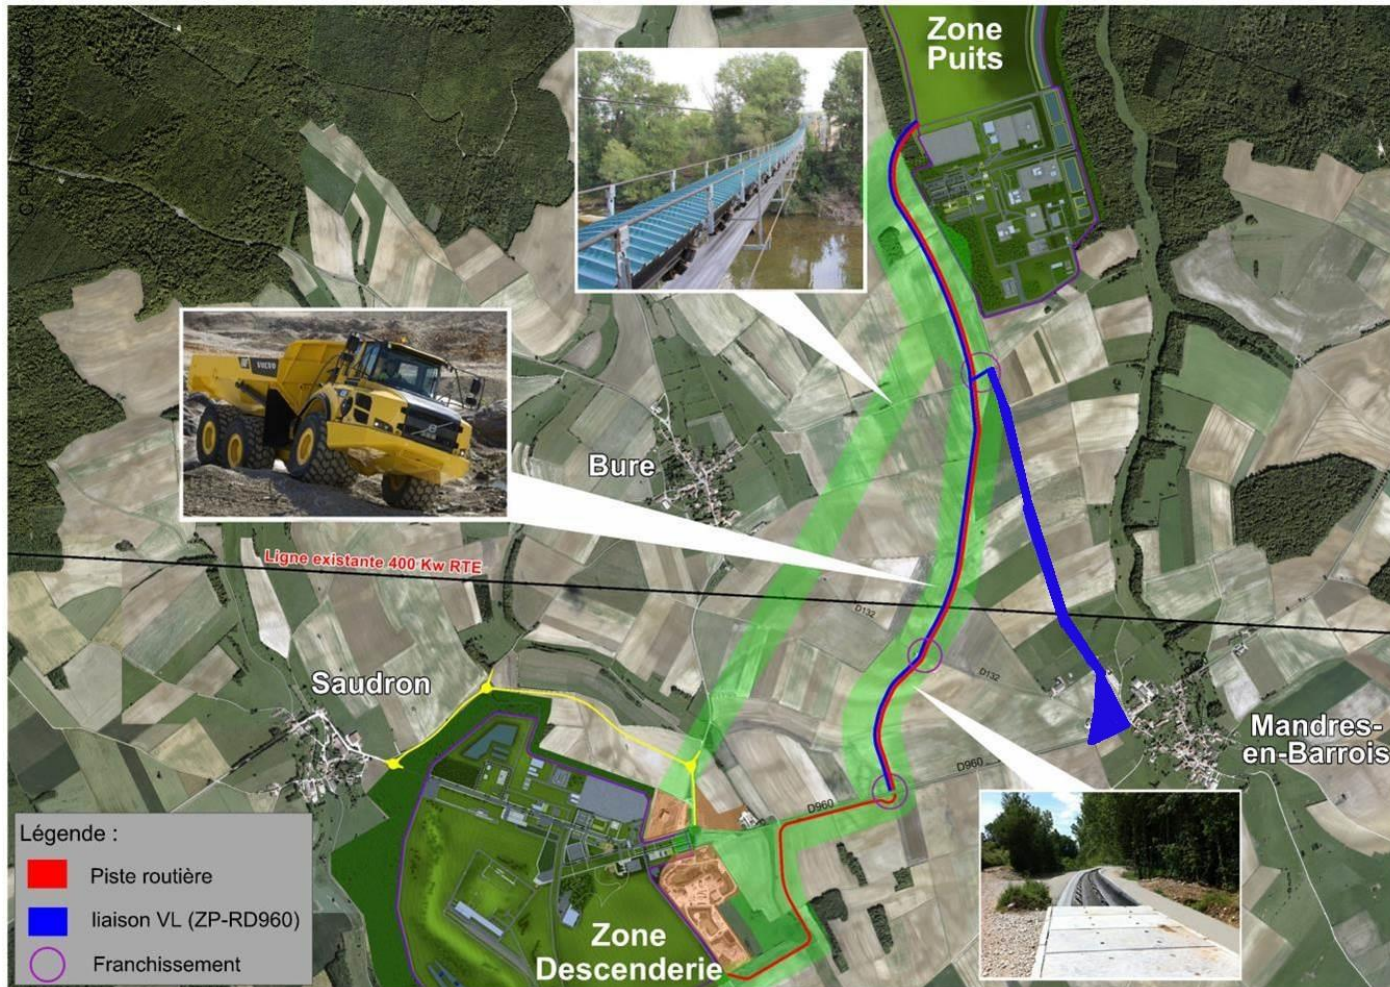 Zone
Puits
VOLVO
Bure
Ligne existante 400 Kw RTE
D132
D132
Saudron
Mandres-
en-Barrois
D960
D960
Légende :
Piste routière
liaison VL (ZP-RD960)
Franchissement
Zone
Descenderie